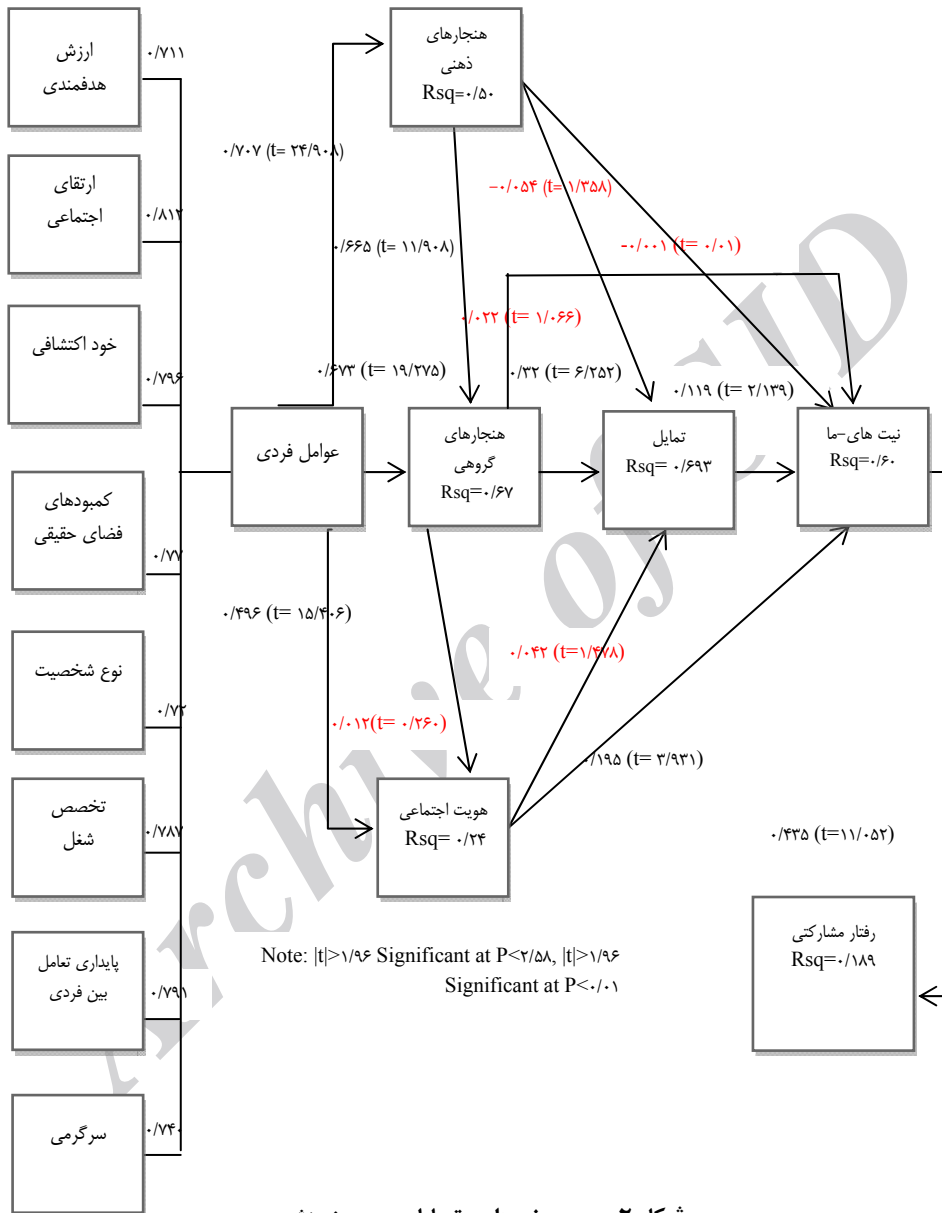 ارزش
هدفمندی
۰/۷۱۱
ارتقای
اجتماعی
۰/۸۱۲
خود اکتشافی
۰/۷۹۶
کمبودهای
فضای حقیقی
۰/۷۷
نوع شخصیت
۰/۷۲
تخصص
شغل
۰/۷۸۷
پایداری تعامل
بین فردی
۰/۷۹۱
سرگرمی
۰/۷۴۰
عوامل فردی
هنجارهای
ذهنی
Rsq=۰/۵۰
۰/۷۰۷ (t= ۲۴/۹۰۸)
-۰/۰۵۴ (t= ۱/۳۵۸)
۰/۶۶۵ (t= ۱۱/۹۰۸)
-۰/۰۰۱ (t= ۰/۰۱)
۰/۰۲۲ (t= ۱/۰۶۶)
۰/۶۷۳ (t= ۱۹/۲۷۵)
۰/۳۲ (t= ۶/۲۵۲)
۰/۱۱۹ (t= ۲/۱۳۹)
هنجارهای
گروهی
Rsq=۰/۶۷
تمایل
Rsq= ۰/۶۹۳
نیت های-ما
Rsq=۰/۶۰
۰/۴۹۶ (t= ۱۵/۴۰۶)
۰/۰۴۲ (t=۱/۴۷۸)
۰/۰۱۲(t= ۰/۲۶۰)
۰/۱۹۵ (t= ۳/۹۳۱)
هویت اجتماعی
Rsq= ۰/۲۴
۰/۴۳۵ (t=۱۱/۰۵۲)
رفتار مشارکتی
Rsq=۰/۱۸۹
Note: |t|>۱/۹۶ Significant at P<۲/۵۸, |t|>۱/۹۶
Significant at P<۰/۰۱
Archive of SID